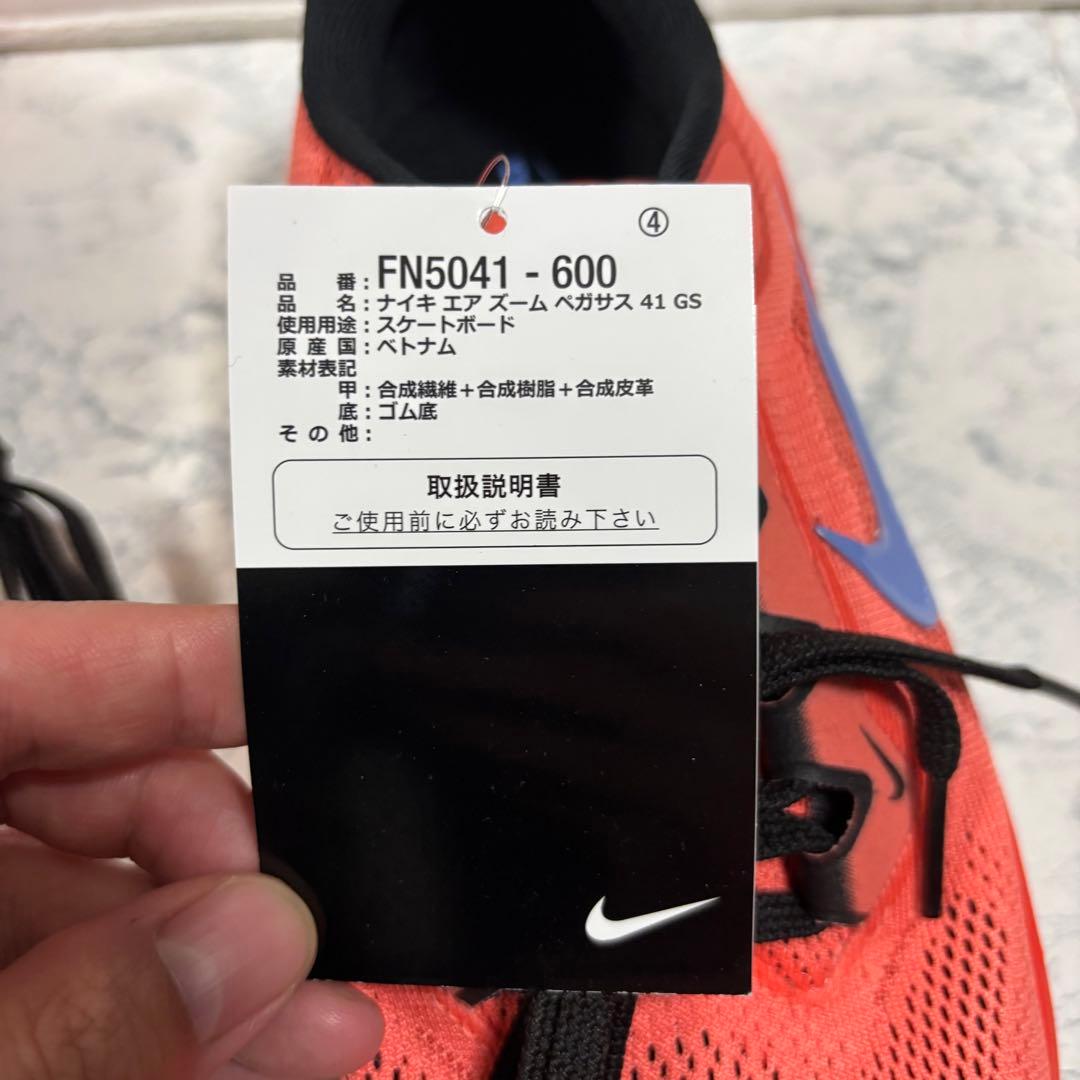 ④
品 番：FN5041 - 600
品 名：ナイキ エア ズーム ペガサス 41 GS
使用用途：スケートボード
原 産 国：ベトナム
素材表記
甲：合成繊維＋合成樹脂＋合成皮革
底：ゴム底
そ の 他：
取扱説明書
ご使用前に必ずお読み下さい